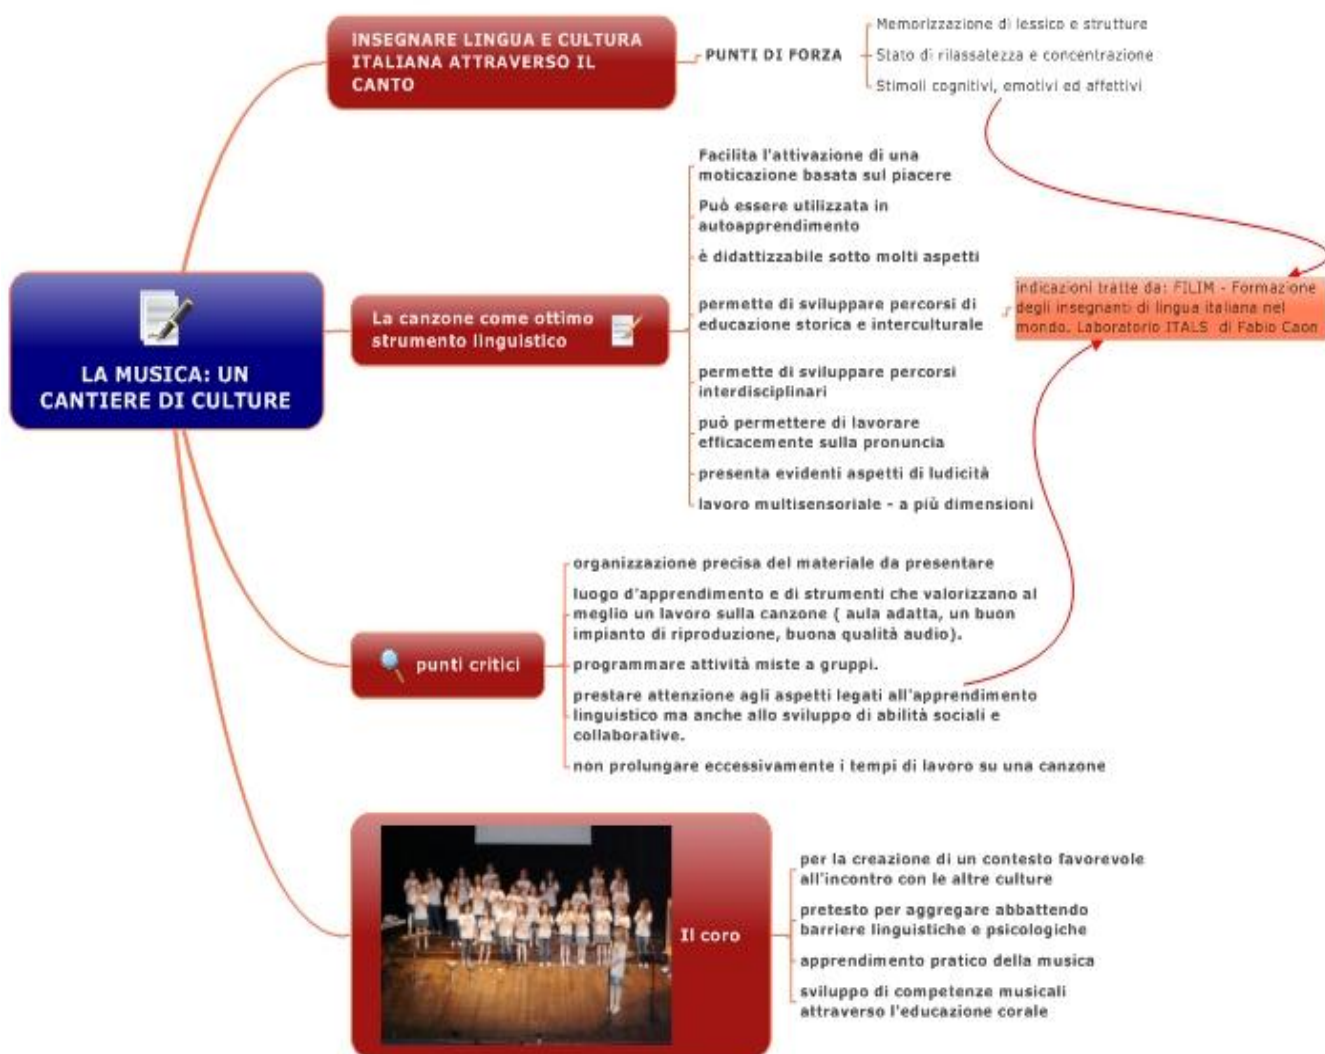 INSEGNARE LINGUA E CULTURA
ITALIANA ATTRAVERSO IL
CANTO
PUNTI DI FORZA
Memorizzazione di lessico e strutture
Stato di rilassatezza e concentrazione
Stimoli cognitivi, emotivi ed affettivi
LA MUSICA: UN
CANTIERE DI CULTURE
La canzone come ottimo
strumento linguistico
Facilita l'attivazione di una
moticazione basata sul piacere
Può essere utilizzata in
autoapprendimento
è didattizzabile sotto molti aspetti
permette di sviluppare percorsi di
educazione storica e interculturale
indicazioni tratte da: FILIM - Formazione
degli insegnanti di lingua italiana nel
mondo. Laboratorio ITALS di Fabio Caon
permette di sviluppare percorsi
interdisciplinari
può permettere di lavorare
efficacemente sulla pronuncia
presenta evidenti aspetti di ludicità
lavoro multisensoriale - a più dimensioni
punti critici
organizzazione precisa del materiale da presentare
luogo d'apprendimento e di strumenti che valorizzano al
meglio un lavoro sulla canzone ( aula adatta, un buon
impianto di riproduzione, buona qualità audio).
programmare attività miste a gruppi.
prestare attenzione agli aspetti legati all'apprendimento
linguistico ma anche allo sviluppo di abilità sociali e
collaborative.
non prolungare eccessivamente i tempi di lavoro su una canzone
Il coro
per la creazione di un contesto favorevole
all'incontro con le altre culture
pretesto per aggregare abbattendo
barriere linguistiche e psicologiche
apprendimento pratico della musica
sviluppo di competenze musicali
attraverso l'educazione corale